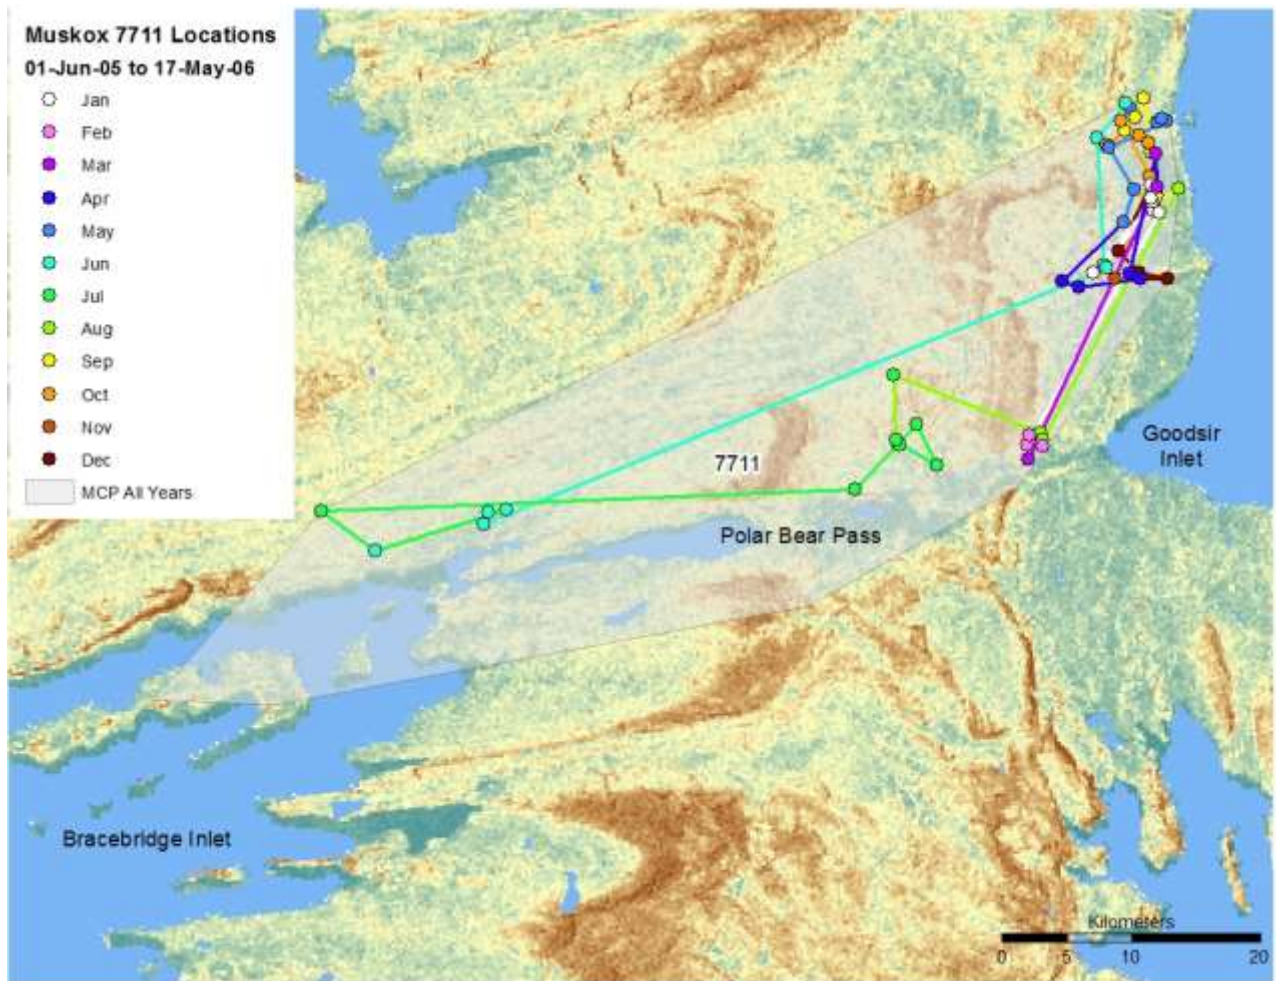 Muskox 7711 Locations
01-Jun-05 to 17-May-06
Jan
Feb
Mar
Apr
May
Jun
Jul
Aug
Sep
Oct
Nov
Dec
MCP All Years
Goodsir
Inlet
7711
Polar Bear Pass
Bracebridge Inlet
Kilometers
0 5 10 20